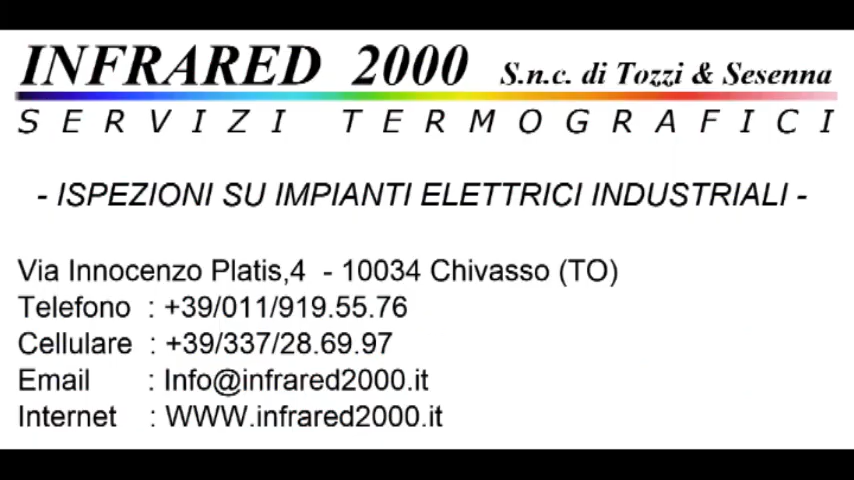 INFRARED 2000 S.n.c. di Tozzi & Sesenna
SERVIZI TERMOGRAFICI
- ISPEZIONI SU IMPIANTI ELETTRICI INDUSTRIALI -
Via Innocenzo Platis,4 - 10034 Chivasso (TO)
Telefono : +39/011/919.55.76
Cellulare : +39/337/28.69.97
Email : Info@infrared2000.it
Internet : WWW.infrared2000.it